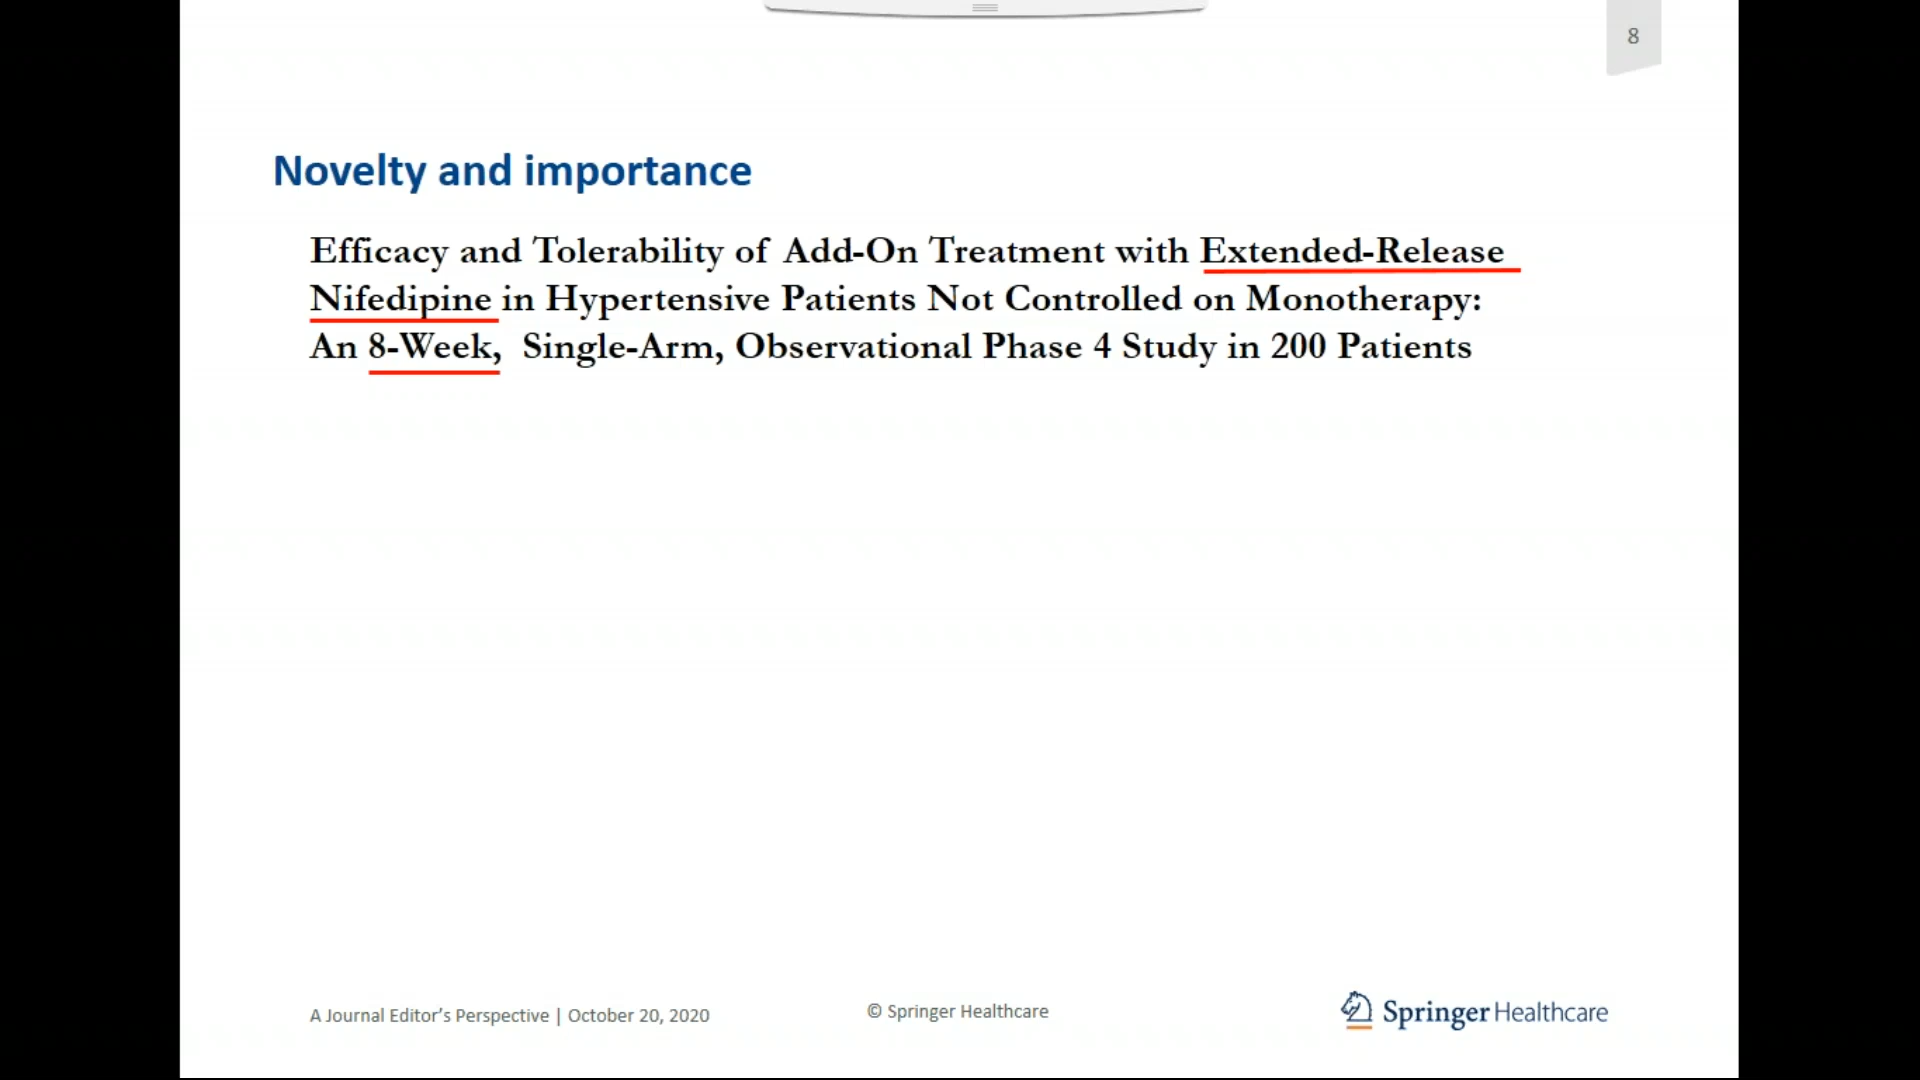 8
Novelty and importance
Efficacy and Tolerability of Add-On Treatment with Extended-Release
Nifedipine in Hypertensive Patients Not Controlled on Monotherapy:
An 8-Week, Single-Arm, Observational Phase 4 Study in 200 Patients
A Journal Editor’s Perspective | October 20, 2020
© Springer Healthcare
Springer Healthcare